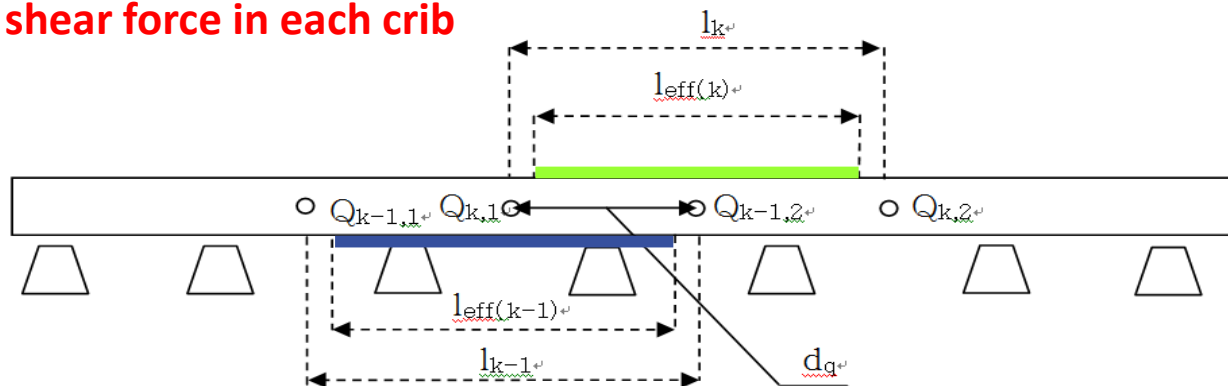 shear force in each crib
lk↵
leff(k)↵
Qk-1,1↵ Qk,1↵ Qk-1,2↵ Qk,2↵
leff(k-1)↵
lk-1↵ dq↵